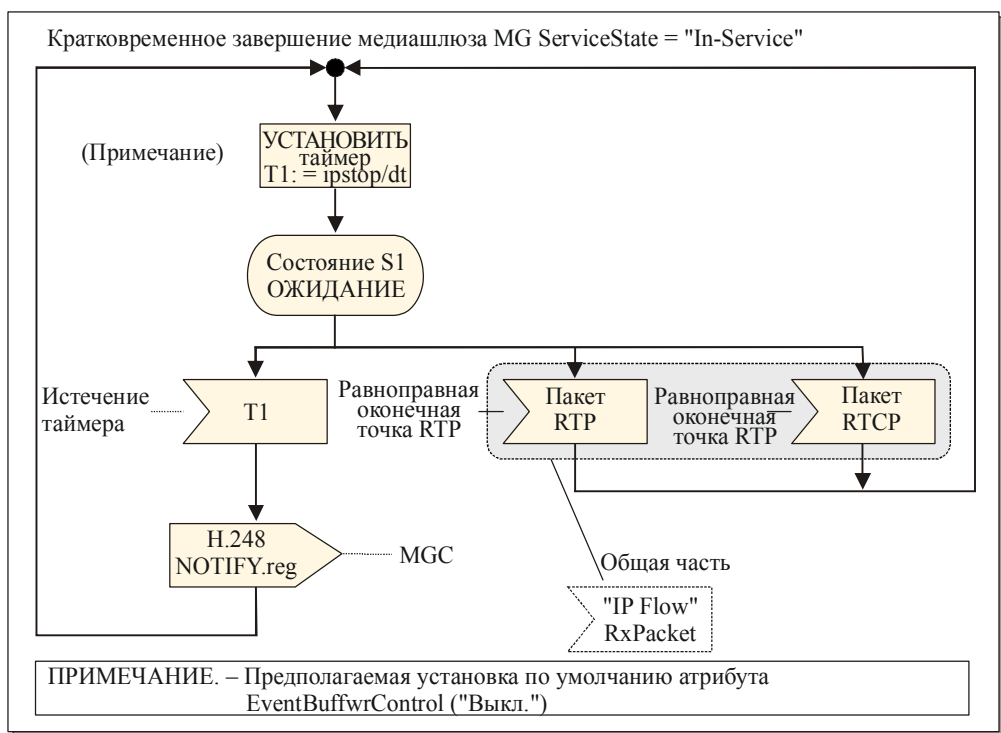 Кратковременное завершение медиашлюза MG ServiceState = "In-Service"
(Примечание)
УСТАНОВИТЬ
таймер
T1: = ipstop/dt
Состояние S1
ОЖИДАНИЕ
Истечение
таймера
T1
Равноправная
оконечная
точка RTP
Пакет
RTP
Равноправная
оконечная
точка RTP
Пакет
RTCP
H.248
NOTIFY.reg
MGC
Общая часть
"IP Flow"
RxPacket
ПРИМЕЧАНИЕ. – Предполагаемая установка по умолчанию атрибута
EventBuffwrControl ("Выкл.")